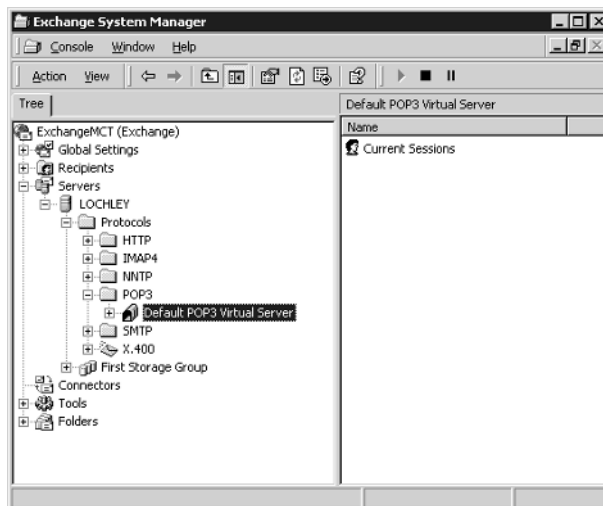 Exchange System Manager
Console Window Help
Action View
Tree
Default POP3 Virtual Server
ExchangeMCT (Exchange)
Global Settings
Recipients
Servers
LOCHLEY
Protocols
HTTP
IMAP4
NNTP
POP3
Default POP3 Virtual Server
SMTP
X.400
First Storage Group
Connectors
Tools
Folders
Name
Current Sessions